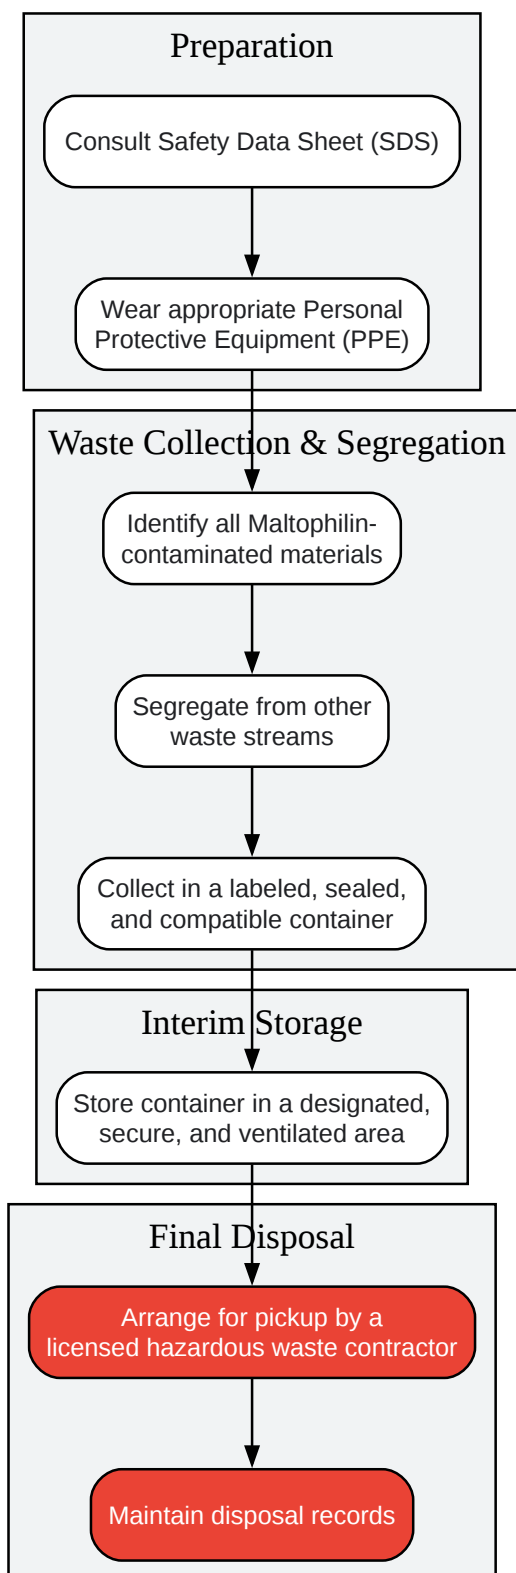 Preparation
Consult Safety Data Sheet (SDS)
Wear appropriate Personal
Protective Equipment (PPE)
Waste Collection & Segregation
Identify all Maltophilin-
contaminated materials
Segregate from other
waste streams
Collect in a labeled, sealed,
and compatible container
Interim Storage
Store container in a designated,
secure, and ventilated area
Final Disposal
Arrange for pickup by a
licensed hazardous waste contractor
Maintain disposal records